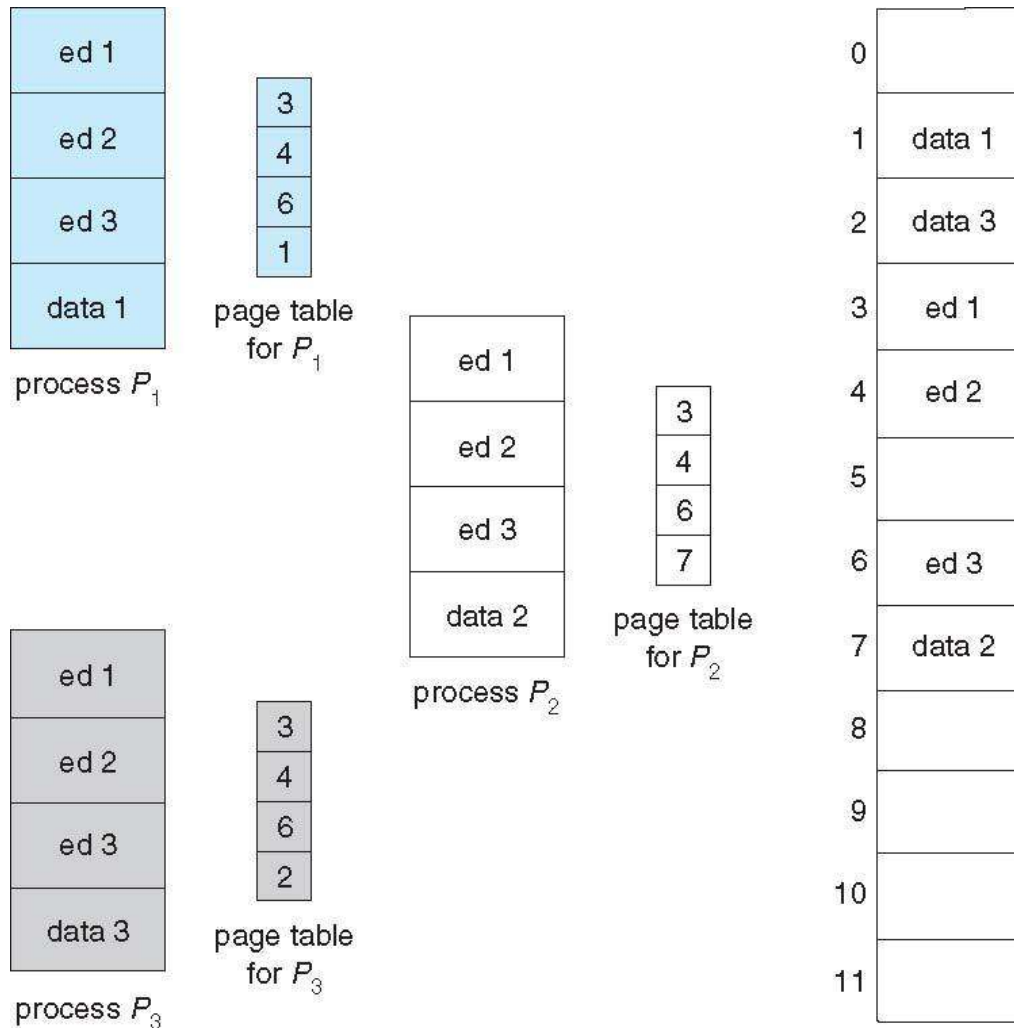 ed 1
ed 2
ed 3
data 1
process P₁
3
4
6
1
page table
for P₁
ed 1
ed 2
ed 3
data 2
process P₂
3
4
6
7
page table
for P₂
ed 1
ed 2
ed 3
data 3
process P₃
3
4
6
2
page table
for P₃
0
1 data 1
2 data 3
3 ed 1
4 ed 2
5
6 ed 3
7 data 2
8
9
10
11